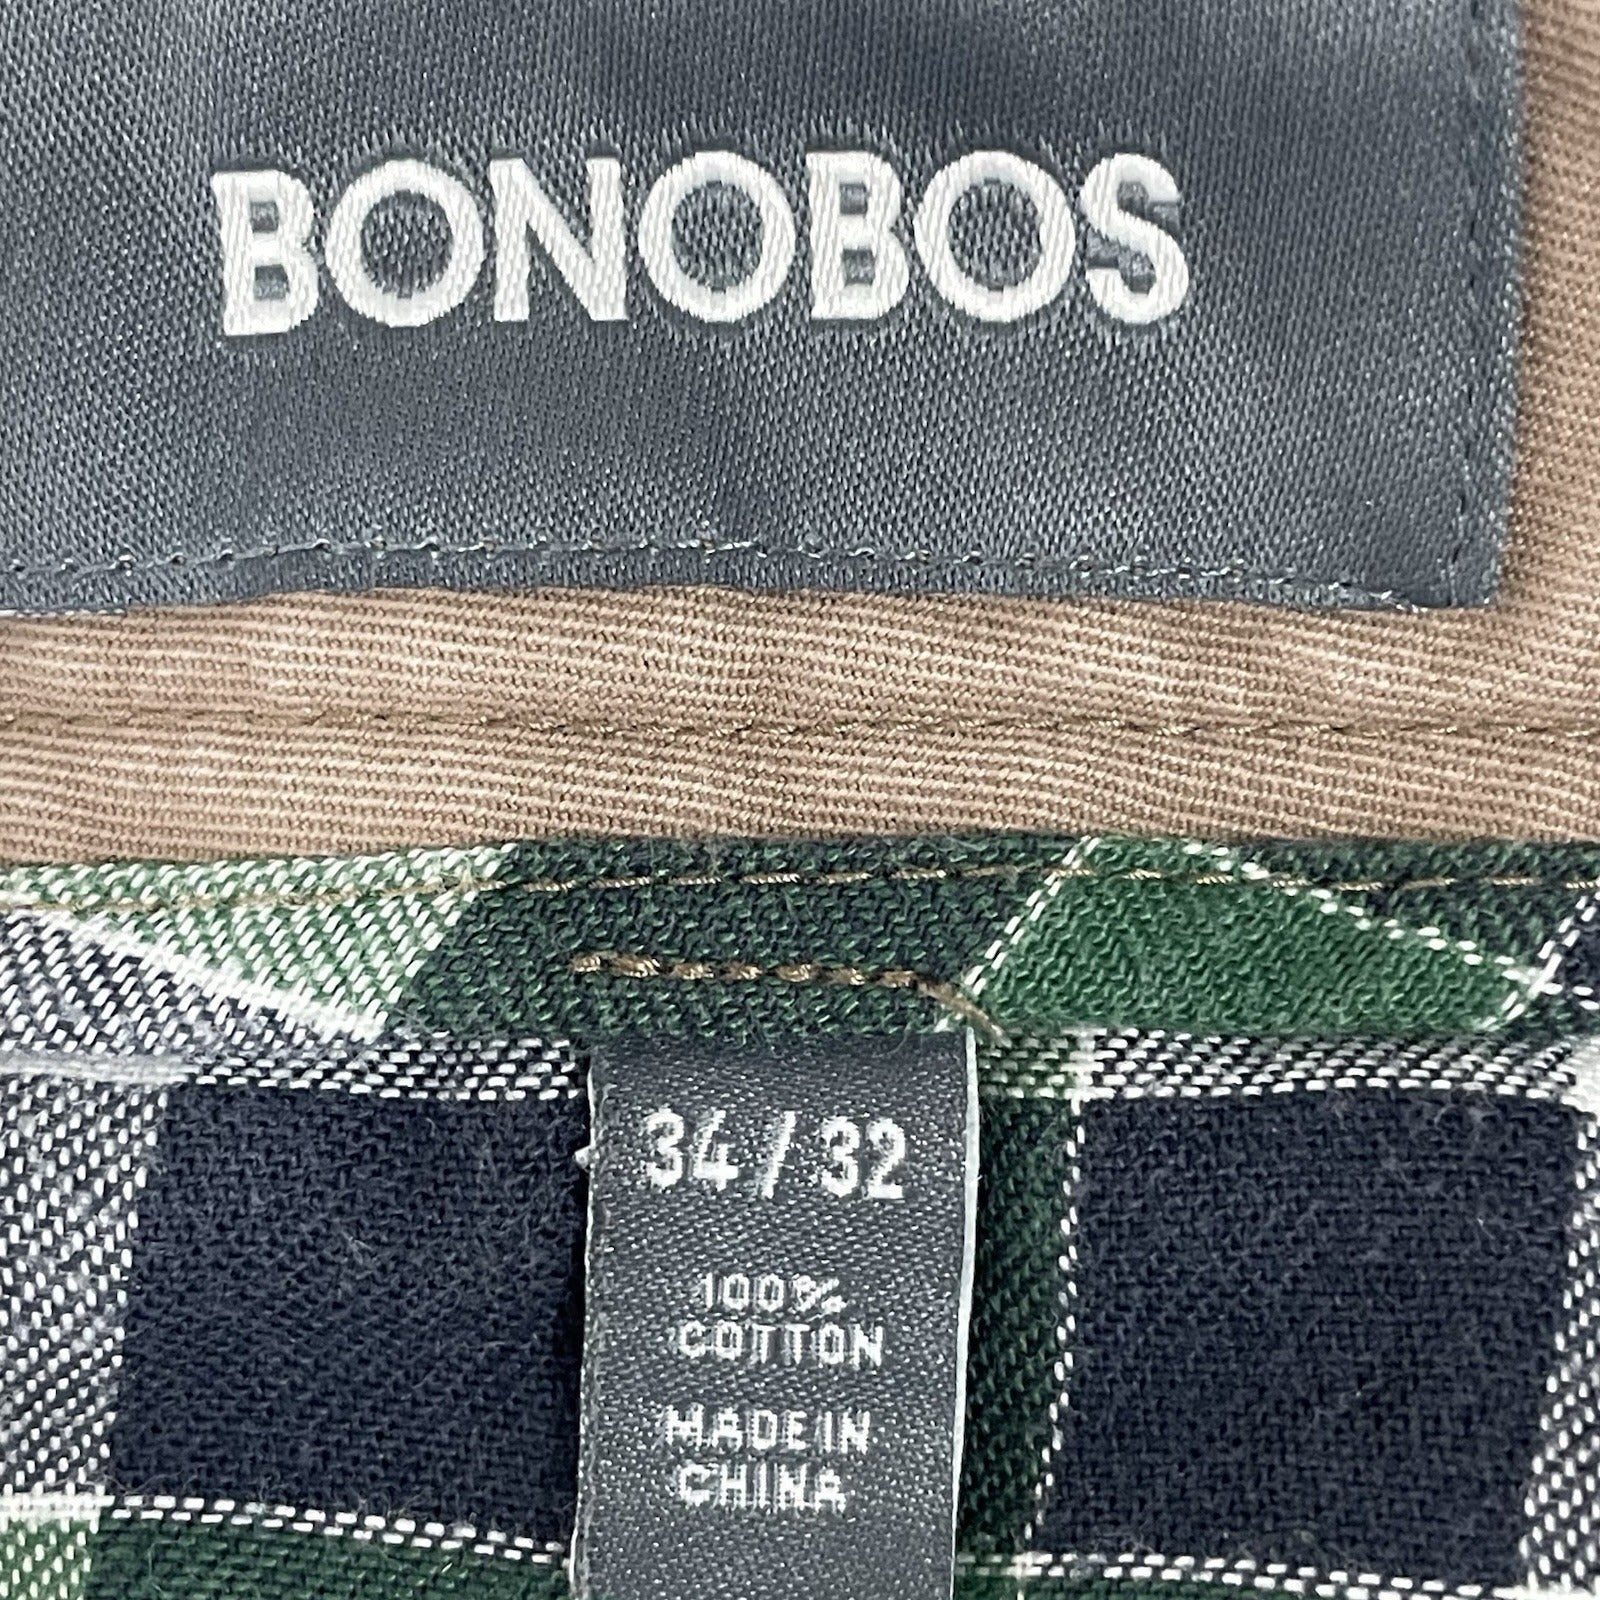 BONOBOS
34/32
100%
COTTON
MADE IN
CHINA